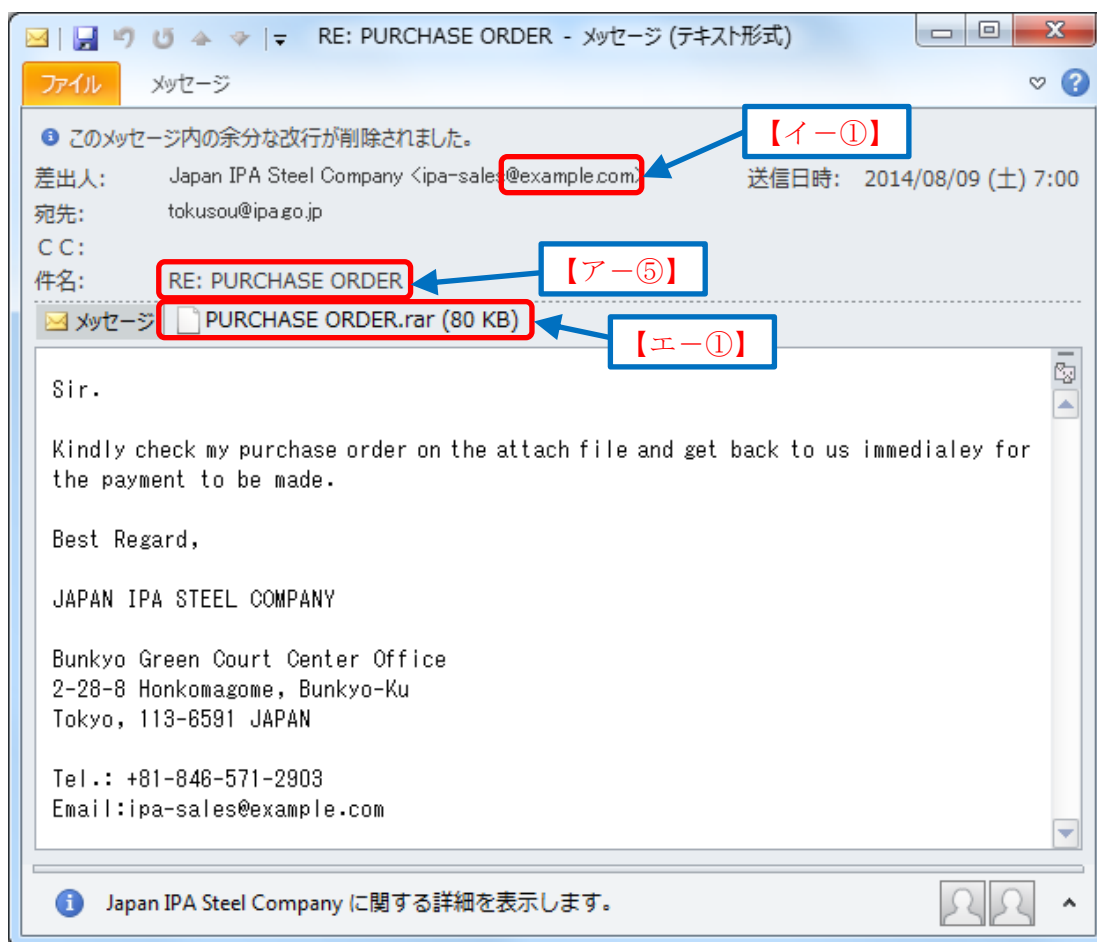 RE: PURCHASE ORDER - メッセージ (テキスト形式)
ファイル メッセージ
このメッセージ内の余分な改行が削除されました。
【イー①】
差出人: Japan IPA Steel Company <ipa-sales@example.com> 送信日時: 2014/08/09 (土) 7:00
宛先: tokusou@ipa.go.jp
CC:
【ア－⑤】
件名: RE: PURCHASE ORDER
メッセージ PURCHASE ORDER.rar (80 KB)
【エ－①】
Sir.
Kindly check my purchase order on the attach file and get back to us immedialey for
the payment to be made.
Best Regard,
JAPAN IPA STEEL COMPANY
Bunkyo Green Court Center Office
2-28-8 Honkomagome, Bunkyo-Ku
Tokyo, 113-6591 JAPAN
Tel.: +81-846-571-2903
Email:ipa-sales@example.com
Japan IPA Steel Company に関する詳細を表示します。